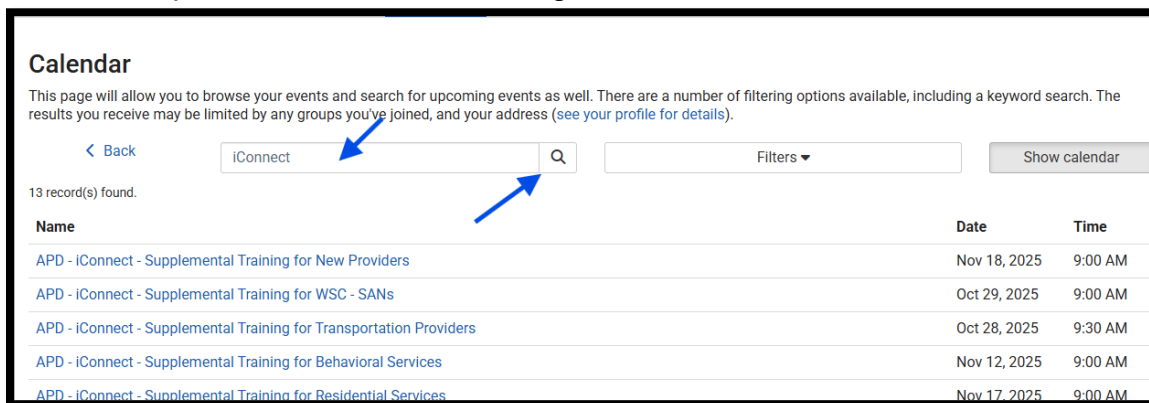 Calendar
This page will allow you to browse your events and search for upcoming events as well. There are a number of filtering options available, including a keyword search. The
results you receive may be limited by any groups you've joined, and your address (see your profile for details).
Back iConnect Filters Show calendar
13 record(s) found.
Name Date Time
APD - iConnect - Supplemental Training for New Providers Nov 18, 2025 9:00 AM
APD - iConnect - Supplemental Training for WSC - SANs Oct 29, 2025 9:00 AM
APD - iConnect - Supplemental Training for Transportation Providers Oct 28, 2025 9:30 AM
APD - iConnect - Supplemental Training for Behavioral Services Nov 12, 2025 9:00 AM
APD - iConnect - Supplemental Training for Residential Services Nov 17, 2025 9:00 AM